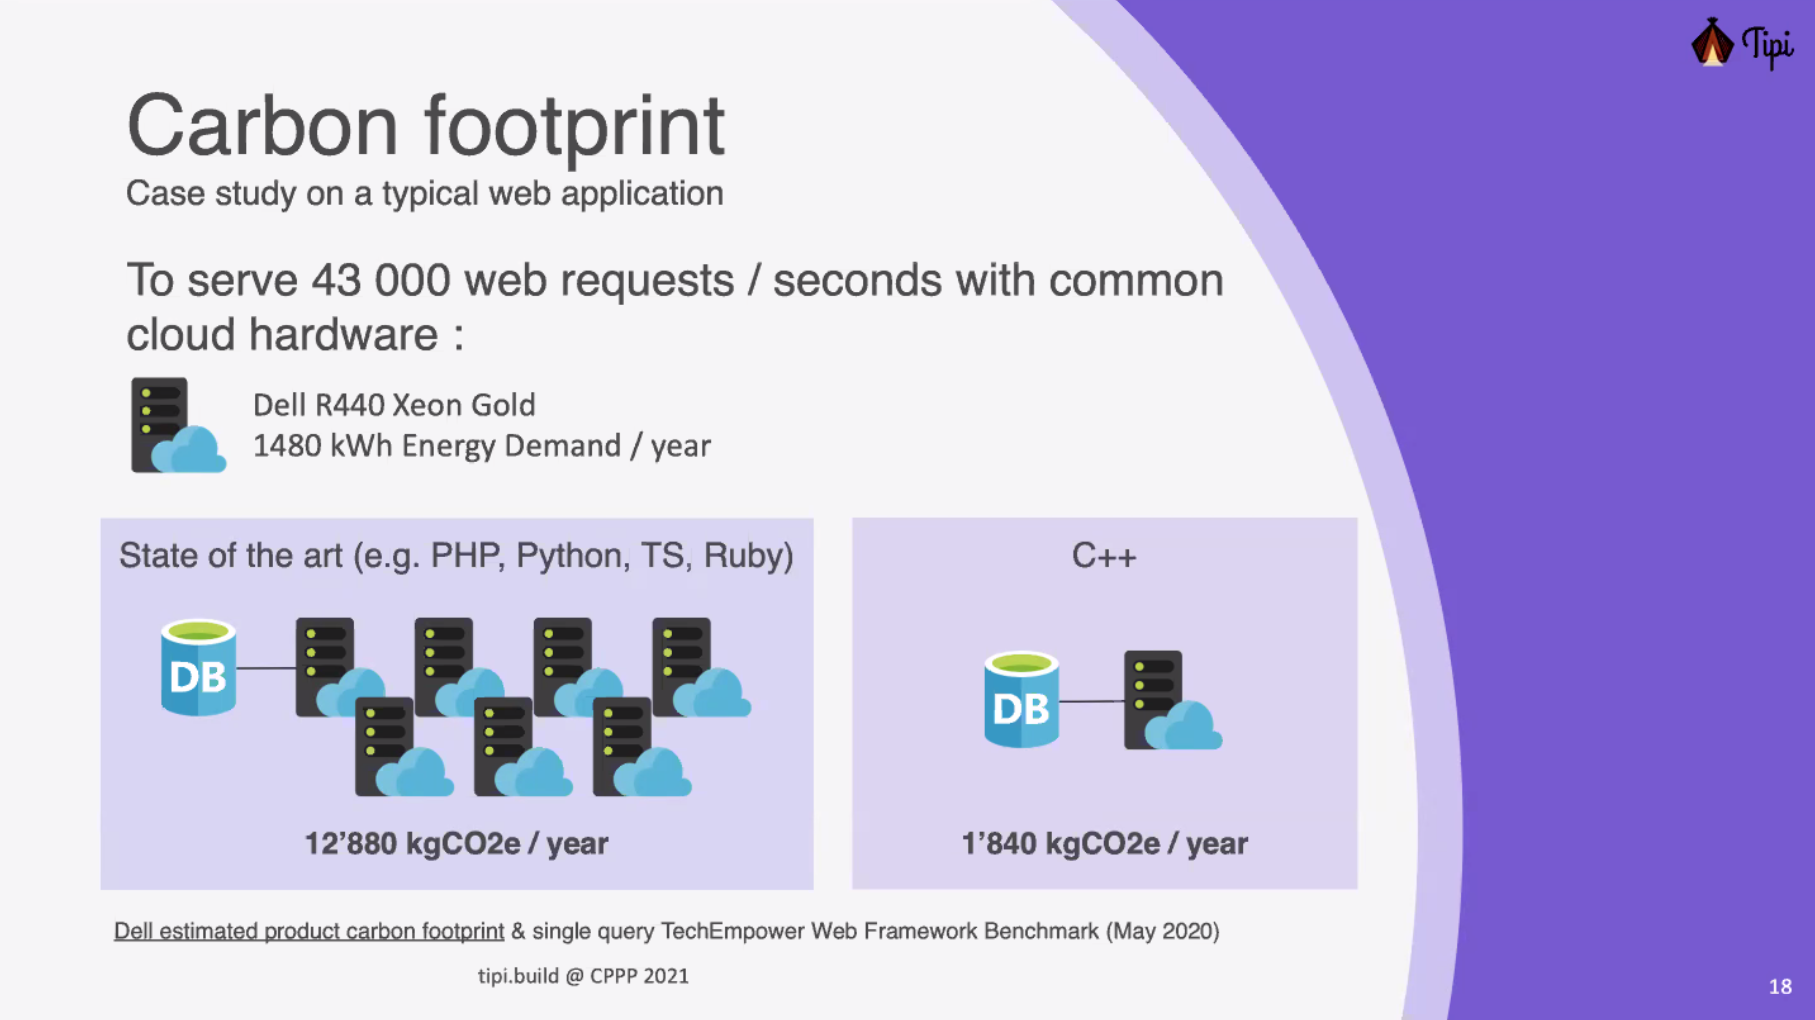 Tipi
Carbon footprint
Case study on a typical web application
To serve 43 000 web requests / seconds with common
cloud hardware :
Dell R440 Xeon Gold
1480 kWh Energy Demand / year
State of the art (e.g. PHP, Python, TS, Ruby)
DB
12’880 kgCO2e / year
C++
DB
1’840 kgCO2e / year
Dell estimated product carbon footprint & single query TechEmpower Web Framework Benchmark (May 2020)
tipi.build @ CPPP 2021
18